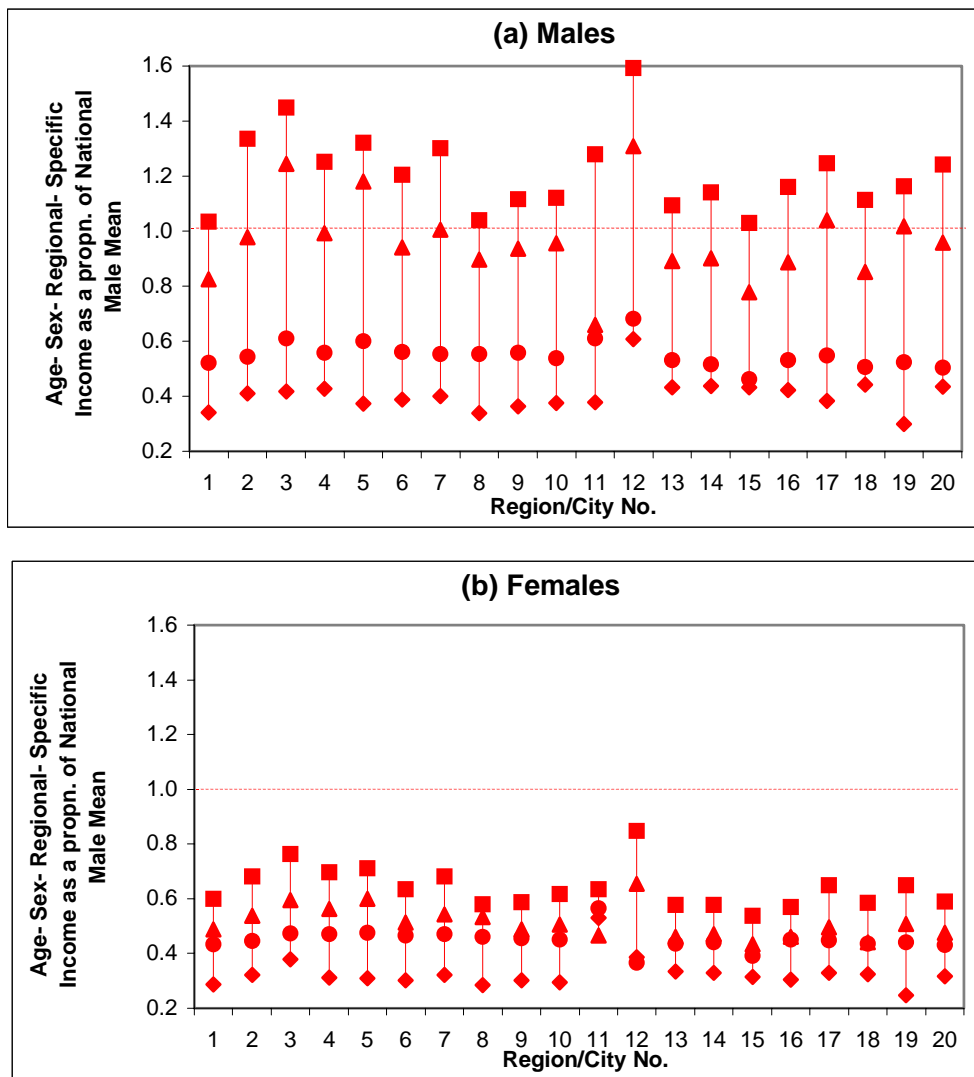 (a) Males
Age- Sex- Regional- Specific
Income as a propn. of National
Male Mean
1.6
1.4
1.2
1.0
0.8
0.6
0.4
0.2
1 2 3 4 5 6 7 8 9 10 11 12 13 14 15 16 17 18 19 20
Region/City No.
(b) Females
Age- Sex- Regional- Specific
Income as a propn. of National
Male Mean
1.6
1.4
1.2
1.0
0.8
0.6
0.4
0.2
1 2 3 4 5 6 7 8 9 10 11 12 13 14 15 16 17 18 19 20
Region/City No.